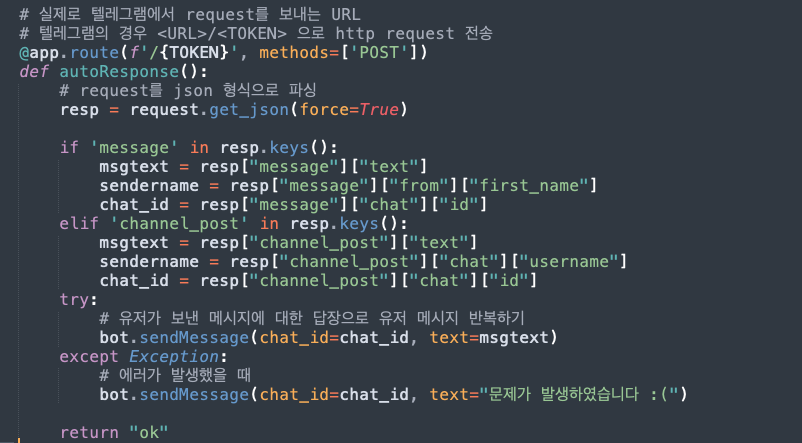 # 실제로 텔레그램에서 request를 보내는 URL
# 텔레그램의 경우 <URL>/<TOKEN> 으로 http request 전송
@app.route(f'/{TOKEN}', methods=['POST'])
def autoResponse():
    # request를 json 형식으로 파싱
    resp = request.get_json(force=True)

    if 'message' in resp.keys():
        msgtext = resp["message"]["text"]
        sendername = resp["message"]["from"]["first_name"]
        chat_id = resp["message"]["chat"]["id"]
    elif 'channel_post' in resp.keys():
        msgtext = resp["channel_post"]["text"]
        sendername = resp["channel_post"]["chat"]["username"]
        chat_id = resp["channel_post"]["chat"]["id"]
    try:
        # 유저가 보낸 메시지에 대한 답장으로 유저 메시지 반복하기
        bot.sendMessage(chat_id=chat_id, text=msgtext)
    except Exception:
        # 에러가 발생했을 때
        bot.sendMessage(chat_id=chat_id, text="문제가 발생하였습니다 :(")

    return "ok"